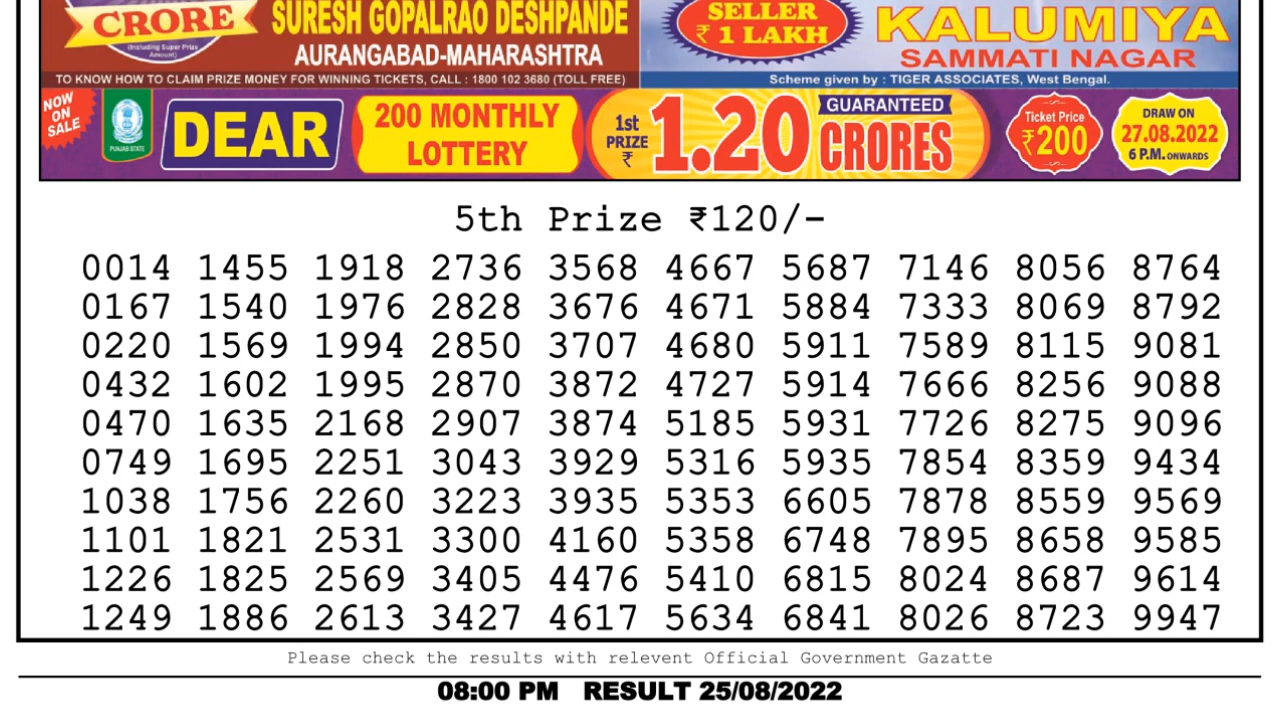 CRORE
(Including Super Prize
Amount)
SURESH GOPALRAO DESHPANDE
AURANGABAD-MAHARASHTRA
TO KNOW HOW TO CLAIM PRIZE MONEY FOR WINNING TICKETS, CALL : 1800 102 3680 (TOLL FREE)
SELLER
₹ 1 LAKH
KALUMIYA
SAMMATI NAGAR
Scheme given by : TIGER ASSOCIATES, West Bengal.
NOW
ON
SALE
PUNJAB STATE
DEAR
200 MONTHLY
LOTTERY
1st
PRIZE
₹
1.20
GUARANTEED
CRORES
Ticket Price
₹200
DRAW ON
27.08.2022
6 P.M. ONWARDS
5th Prize ₹120/-
0014 1455 1918 2736 3568 4667 5687 7146 8056 8764
0167 1540 1976 2828 3676 4671 5884 7333 8069 8792
0220 1569 1994 2850 3707 4680 5911 7589 8115 9081
0432 1602 1995 2870 3872 4727 5914 7666 8256 9088
0470 1635 2168 2907 3874 5185 5931 7726 8275 9096
0749 1695 2251 3043 3929 5316 5935 7854 8359 9434
1038 1756 2260 3223 3935 5353 6605 7878 8559 9569
1101 1821 2531 3300 4160 5358 6748 7895 8658 9585
1226 1825 2569 3405 4476 5410 6815 8024 8687 9614
1249 1886 2613 3427 4617 5634 6841 8026 8723 9947
Please check the results with relevent Official Government Gazatte
08:00 PM RESULT 25/08/2022